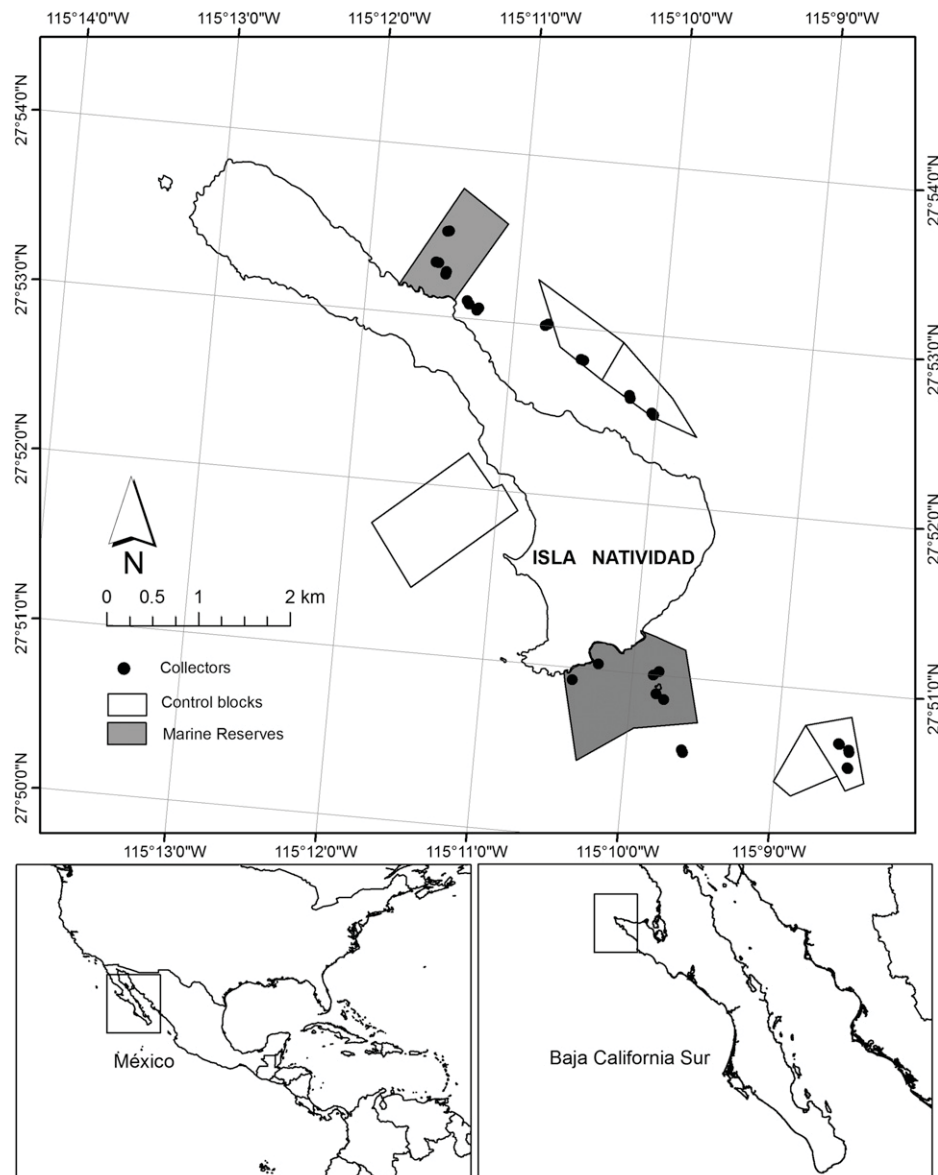 115°14'0"W 115°13'0"W 115°12'0"W 115°11'0"W 115°10'0"W 115°9'0"W
27°54'0"N
27°54'0"N
27°53'0"N
27°53'0"N
27°52'0"N
27°52'0"N
N
ISLA NATIVIDAD
0 0.5 1 2 km
27°51'0"N
27°51'0"N
Collectors
Control blocks
Marine Reserves
27°50'0"N
115°13'0"W 115°12'0"W 115°11'0"W 115°10'0"W 115°9'0"W
México
Baja California Sur